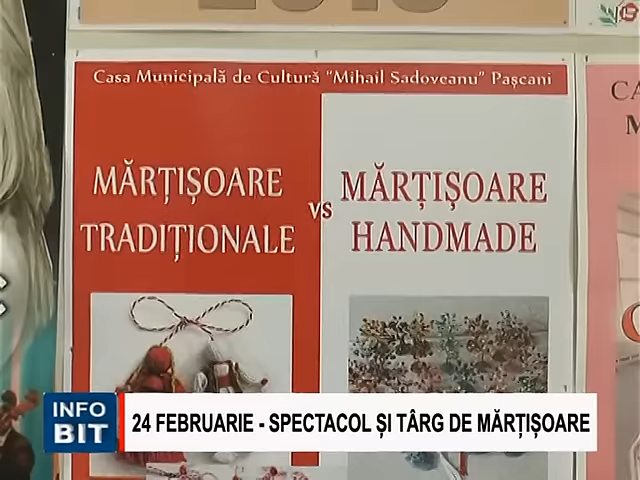 Casa Municipală de Cultură "Mihail Sadoveanu" Pașcani
MĂRȚIȘOARE
TRADIȚIONALE
VS
MĂRȚIȘOARE
HANDMADE
INFO
BIT
24 FEBRUARIE - SPECTACOL ȘI TÂRG DE MĂRȚIȘOARE